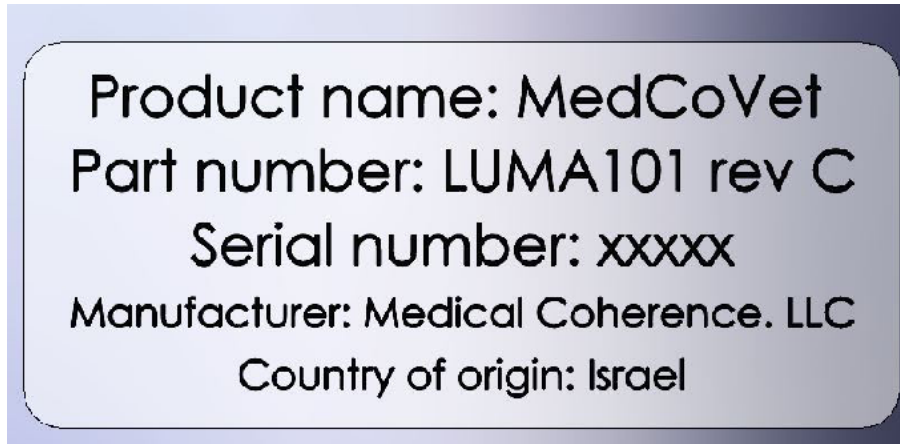 Product name: MedCoVet
Part number: LUMA101 rev C
Serial number: xxxxx
Manufacturer: Medical Coherence. LLC
Country of origin: Israel